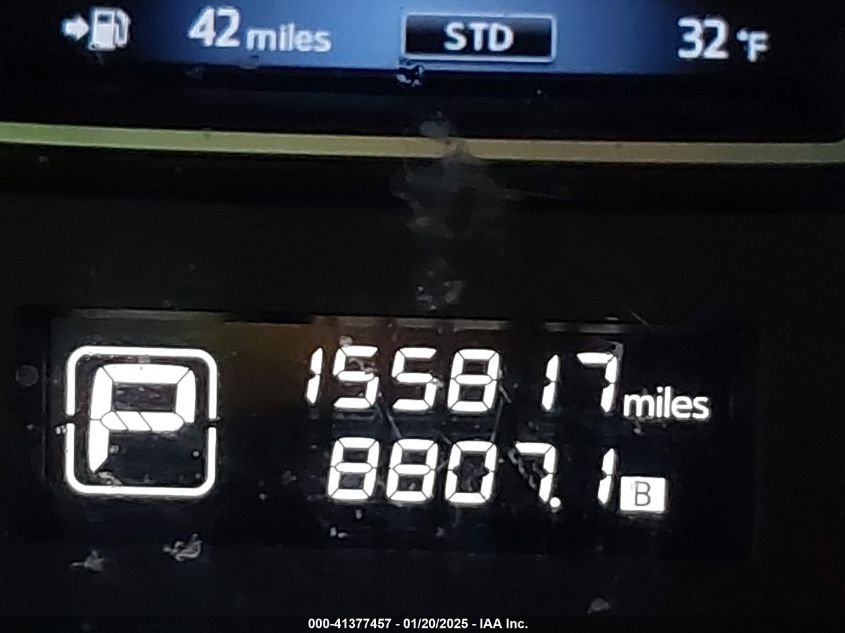 42 miles STD 32 °F
P
155817 miles
8807.1 B
000-41377457 - 01/20/2025 - IAA Inc.